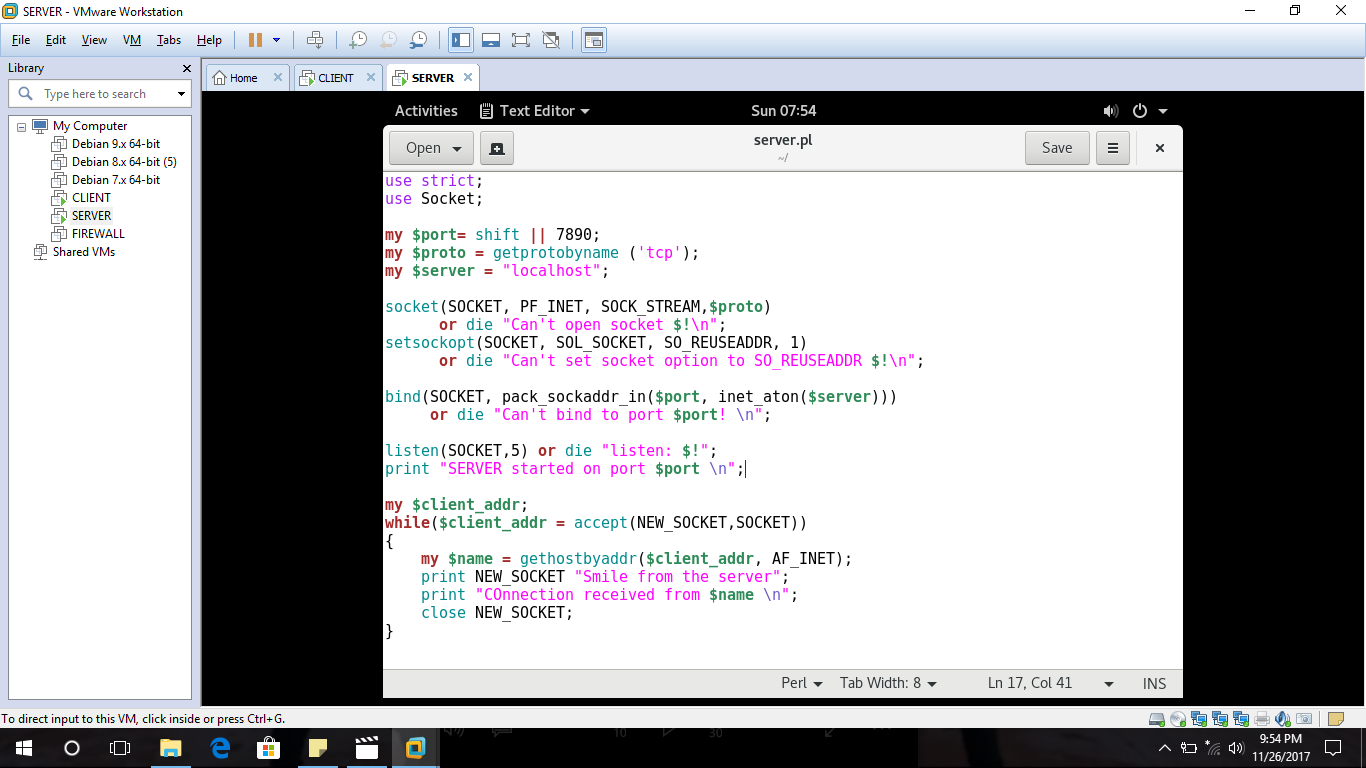 SERVER - VMware Workstation
File Edit View VM Tabs Help
Library
Type here to search
My Computer
Debian 9.x 64-bit
Debian 8.x 64-bit (5)
Debian 7.x 64-bit
CLIENT
SERVER
FIREWALL
Shared VMs
Home CLIENT SERVER
Activities Text Editor Sun 07:54
Open server.pl Save
~/
use strict;
use Socket;
my $port= shift || 7890;
my $proto = getprotobyname ('tcp');
my $server = "localhost";
socket(SOCKET, PF_INET, SOCK_STREAM,$proto)
      or die "Can't open socket $!\n";
setsockopt(SOCKET, SOL_SOCKET, SO_REUSEADDR, 1)
      or die "Can't set socket option to SO_REUSEADDR $!\n";
bind(SOCKET, pack_sockaddr_in($port, inet_aton($server)))
     or die "Can't bind to port $port! \n";
listen(SOCKET,5) or die "listen: $!";
print "SERVER started on port $port \n";
my $client_addr;
while($client_addr = accept(NEW_SOCKET,SOCKET))
{
    my $name = gethostbyaddr($client_addr, AF_INET);
    print NEW_SOCKET "Smile from the server";
    print "COnnection received from $name \n";
    close NEW_SOCKET;
}
Perl Tab Width: 8 Ln 17, Col 41 INS
To direct input to this VM, click inside or press Ctrl+G.
10 30
9:54 PM
11/26/2017